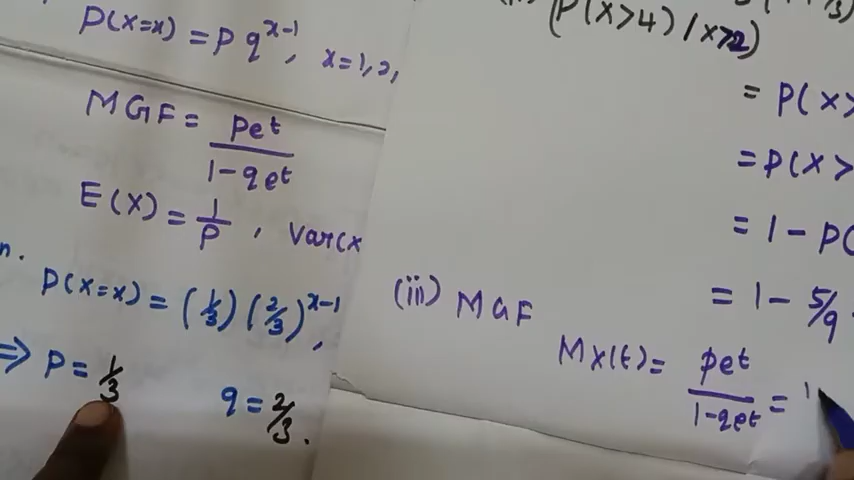 P(X=x) = p q^{x-1}, x=1,2,
MGF = pe^t / 1-qe^t
E(X) = 1/p , Var(x
n.
P(X=x) = (1/3) (2/3)^{x-1},
⇒ P = 1/3 q = 2/3.
(P(X>4) / X>2)
= P(X>
= P(X>
= 1 - P(
= 1 - 5/9
(iii) MGF
Mx(t) = pe^t / 1-qe^t =